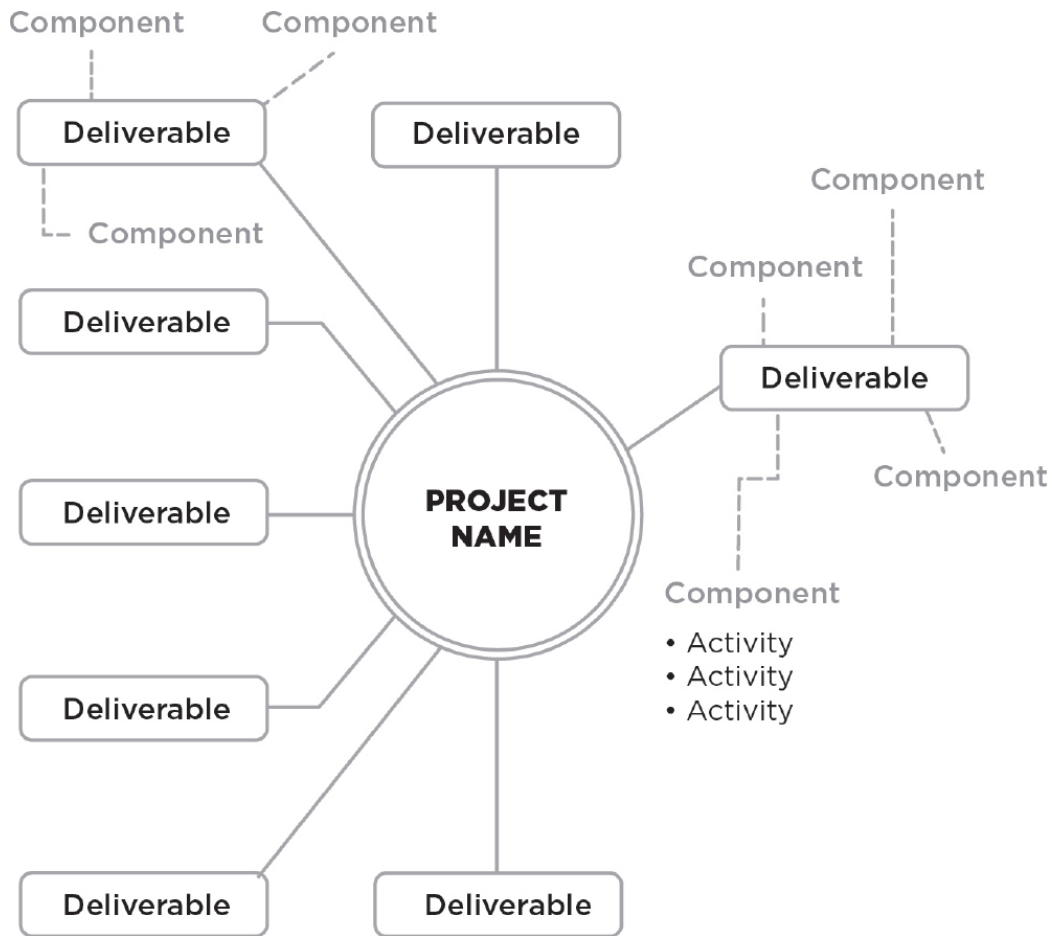 Component
Component
Deliverable
Deliverable
Component
Component
Component
Deliverable
Deliverable
Component
Deliverable
PROJECT
NAME
Component
• Activity
• Activity
• Activity
Deliverable
Deliverable
Deliverable